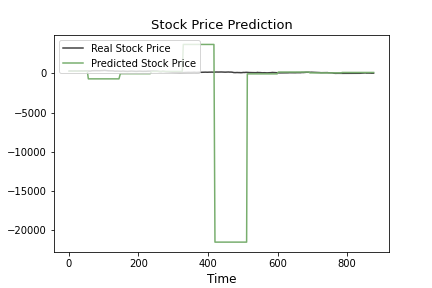 Stock Price Prediction
Real Stock Price
Predicted Stock Price
0
−5000
−10000
−15000
−20000
0 200 400 600 800
Time